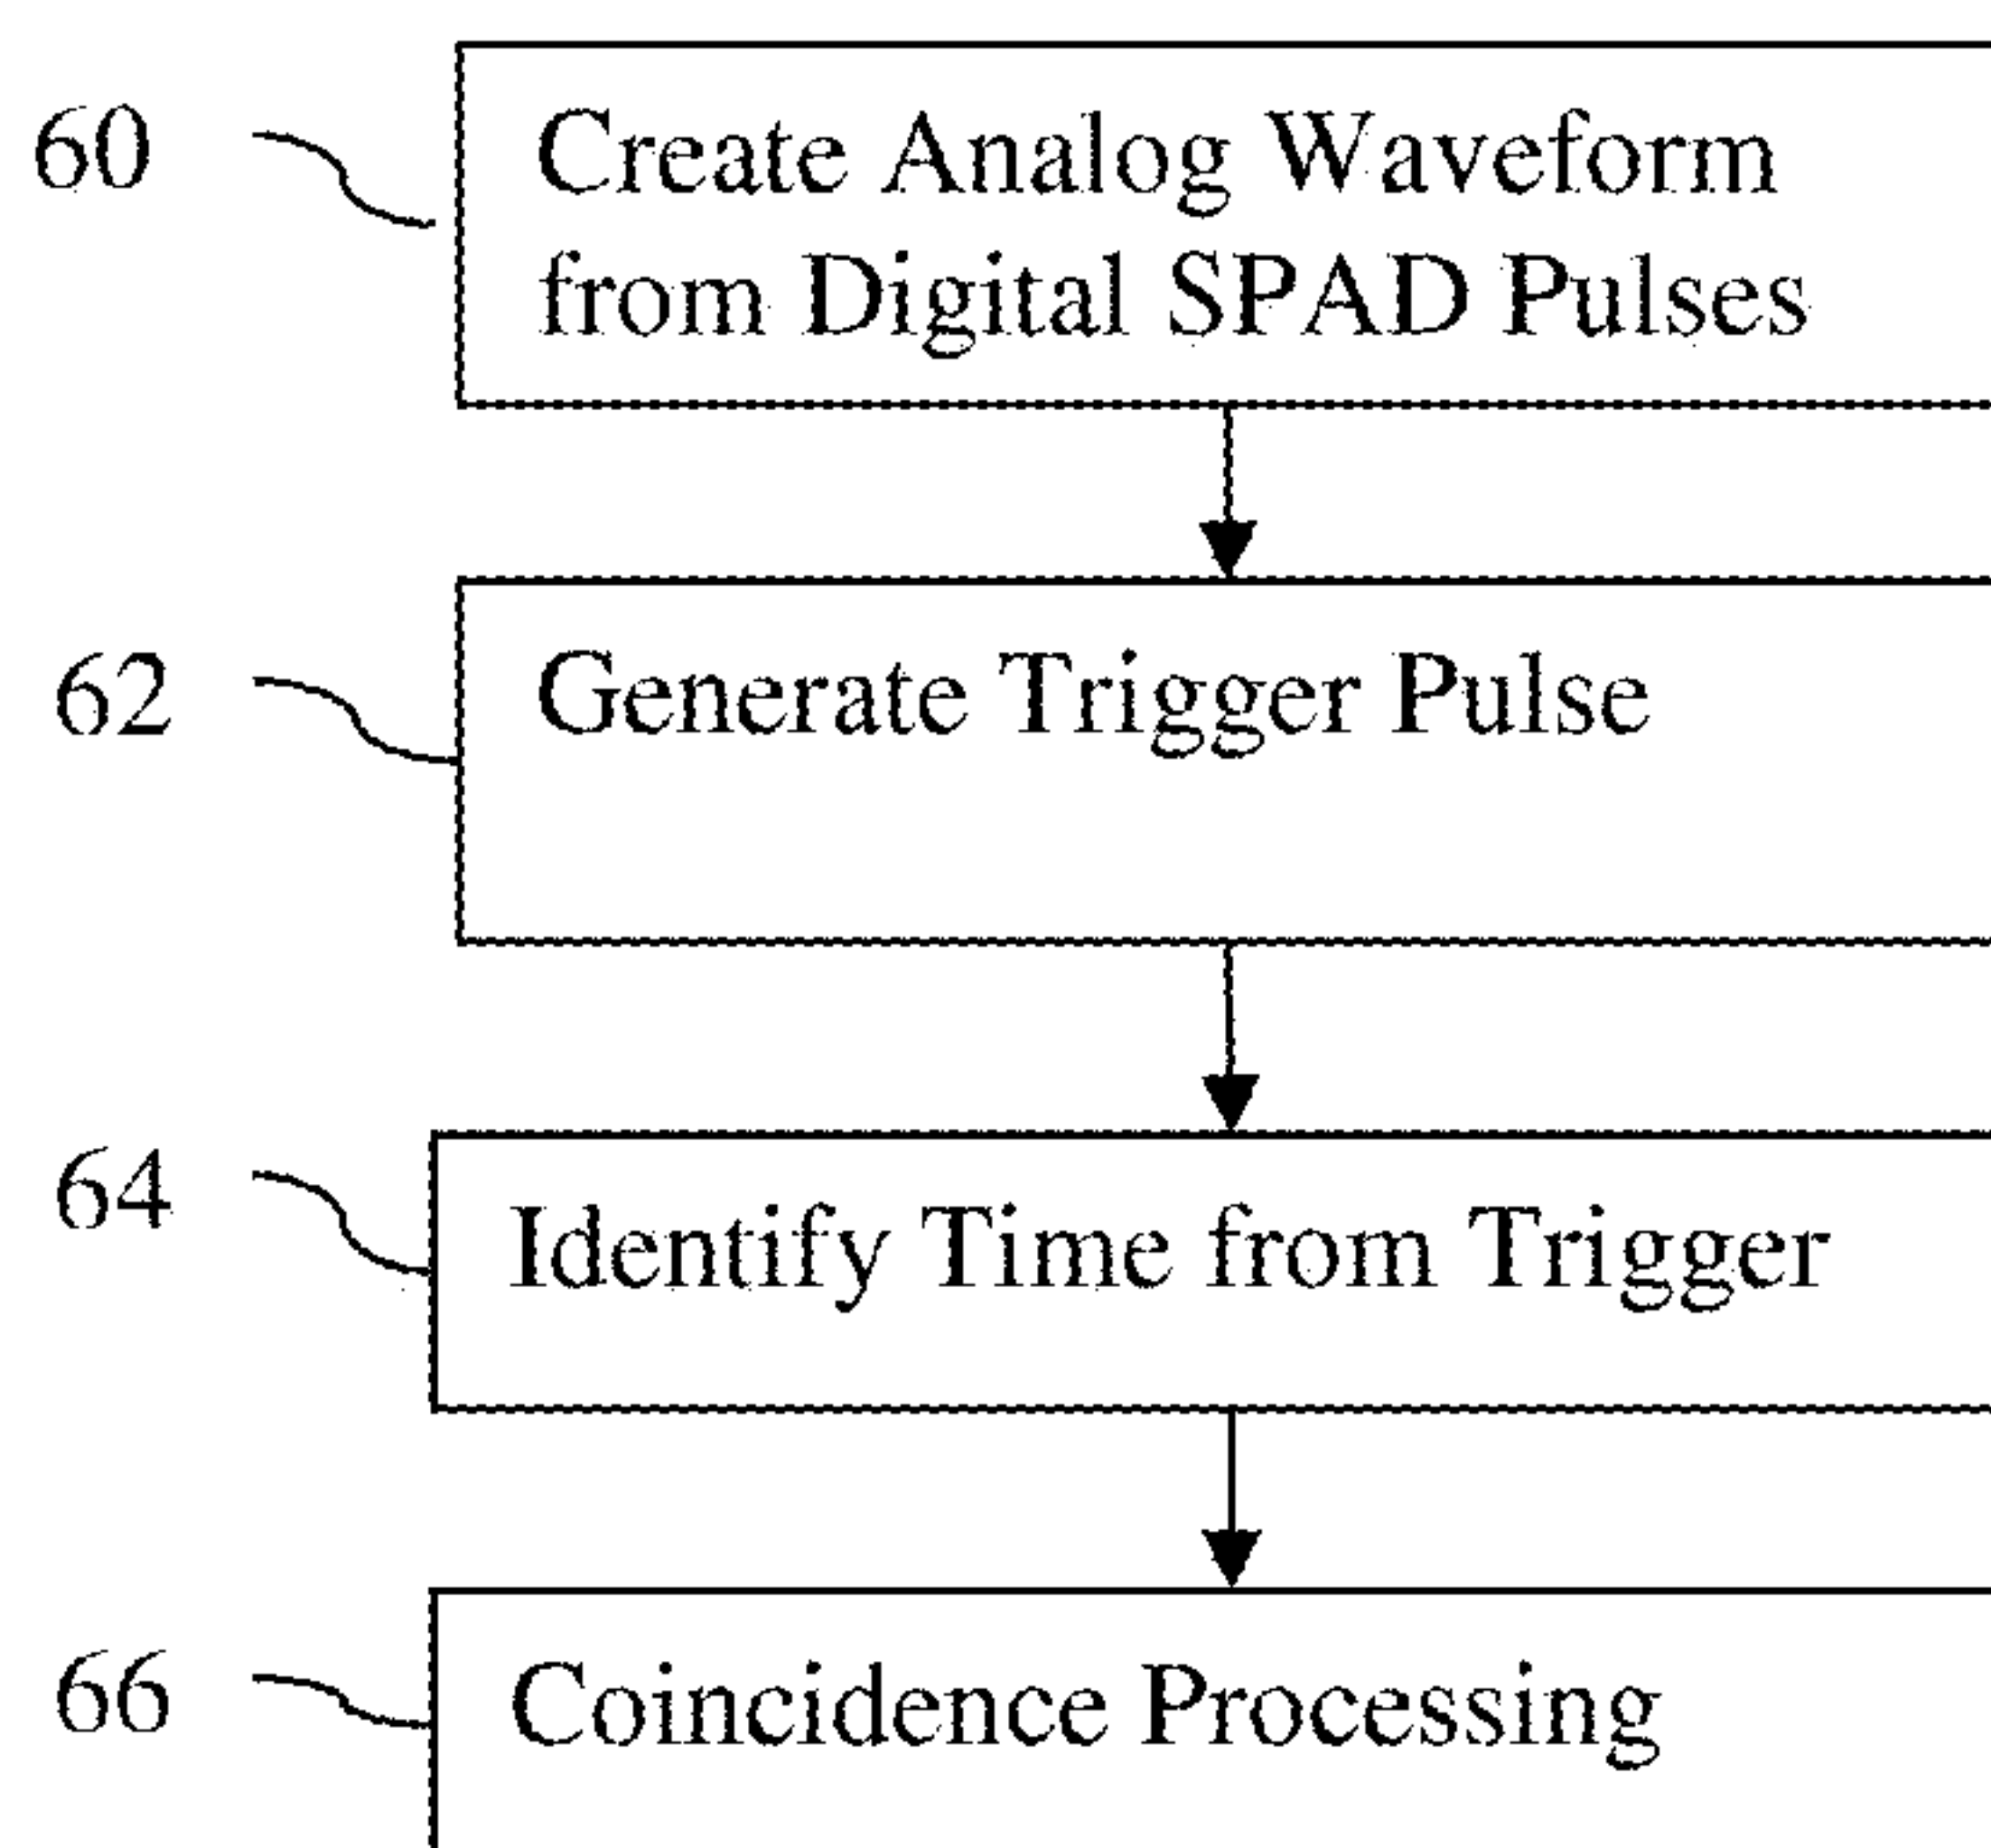 60
Create Analog Waveform
from Digital SPAD Pulses
62
Generate Trigger Pulse
64
Identify Time from Trigger
66
Coincidence Processing